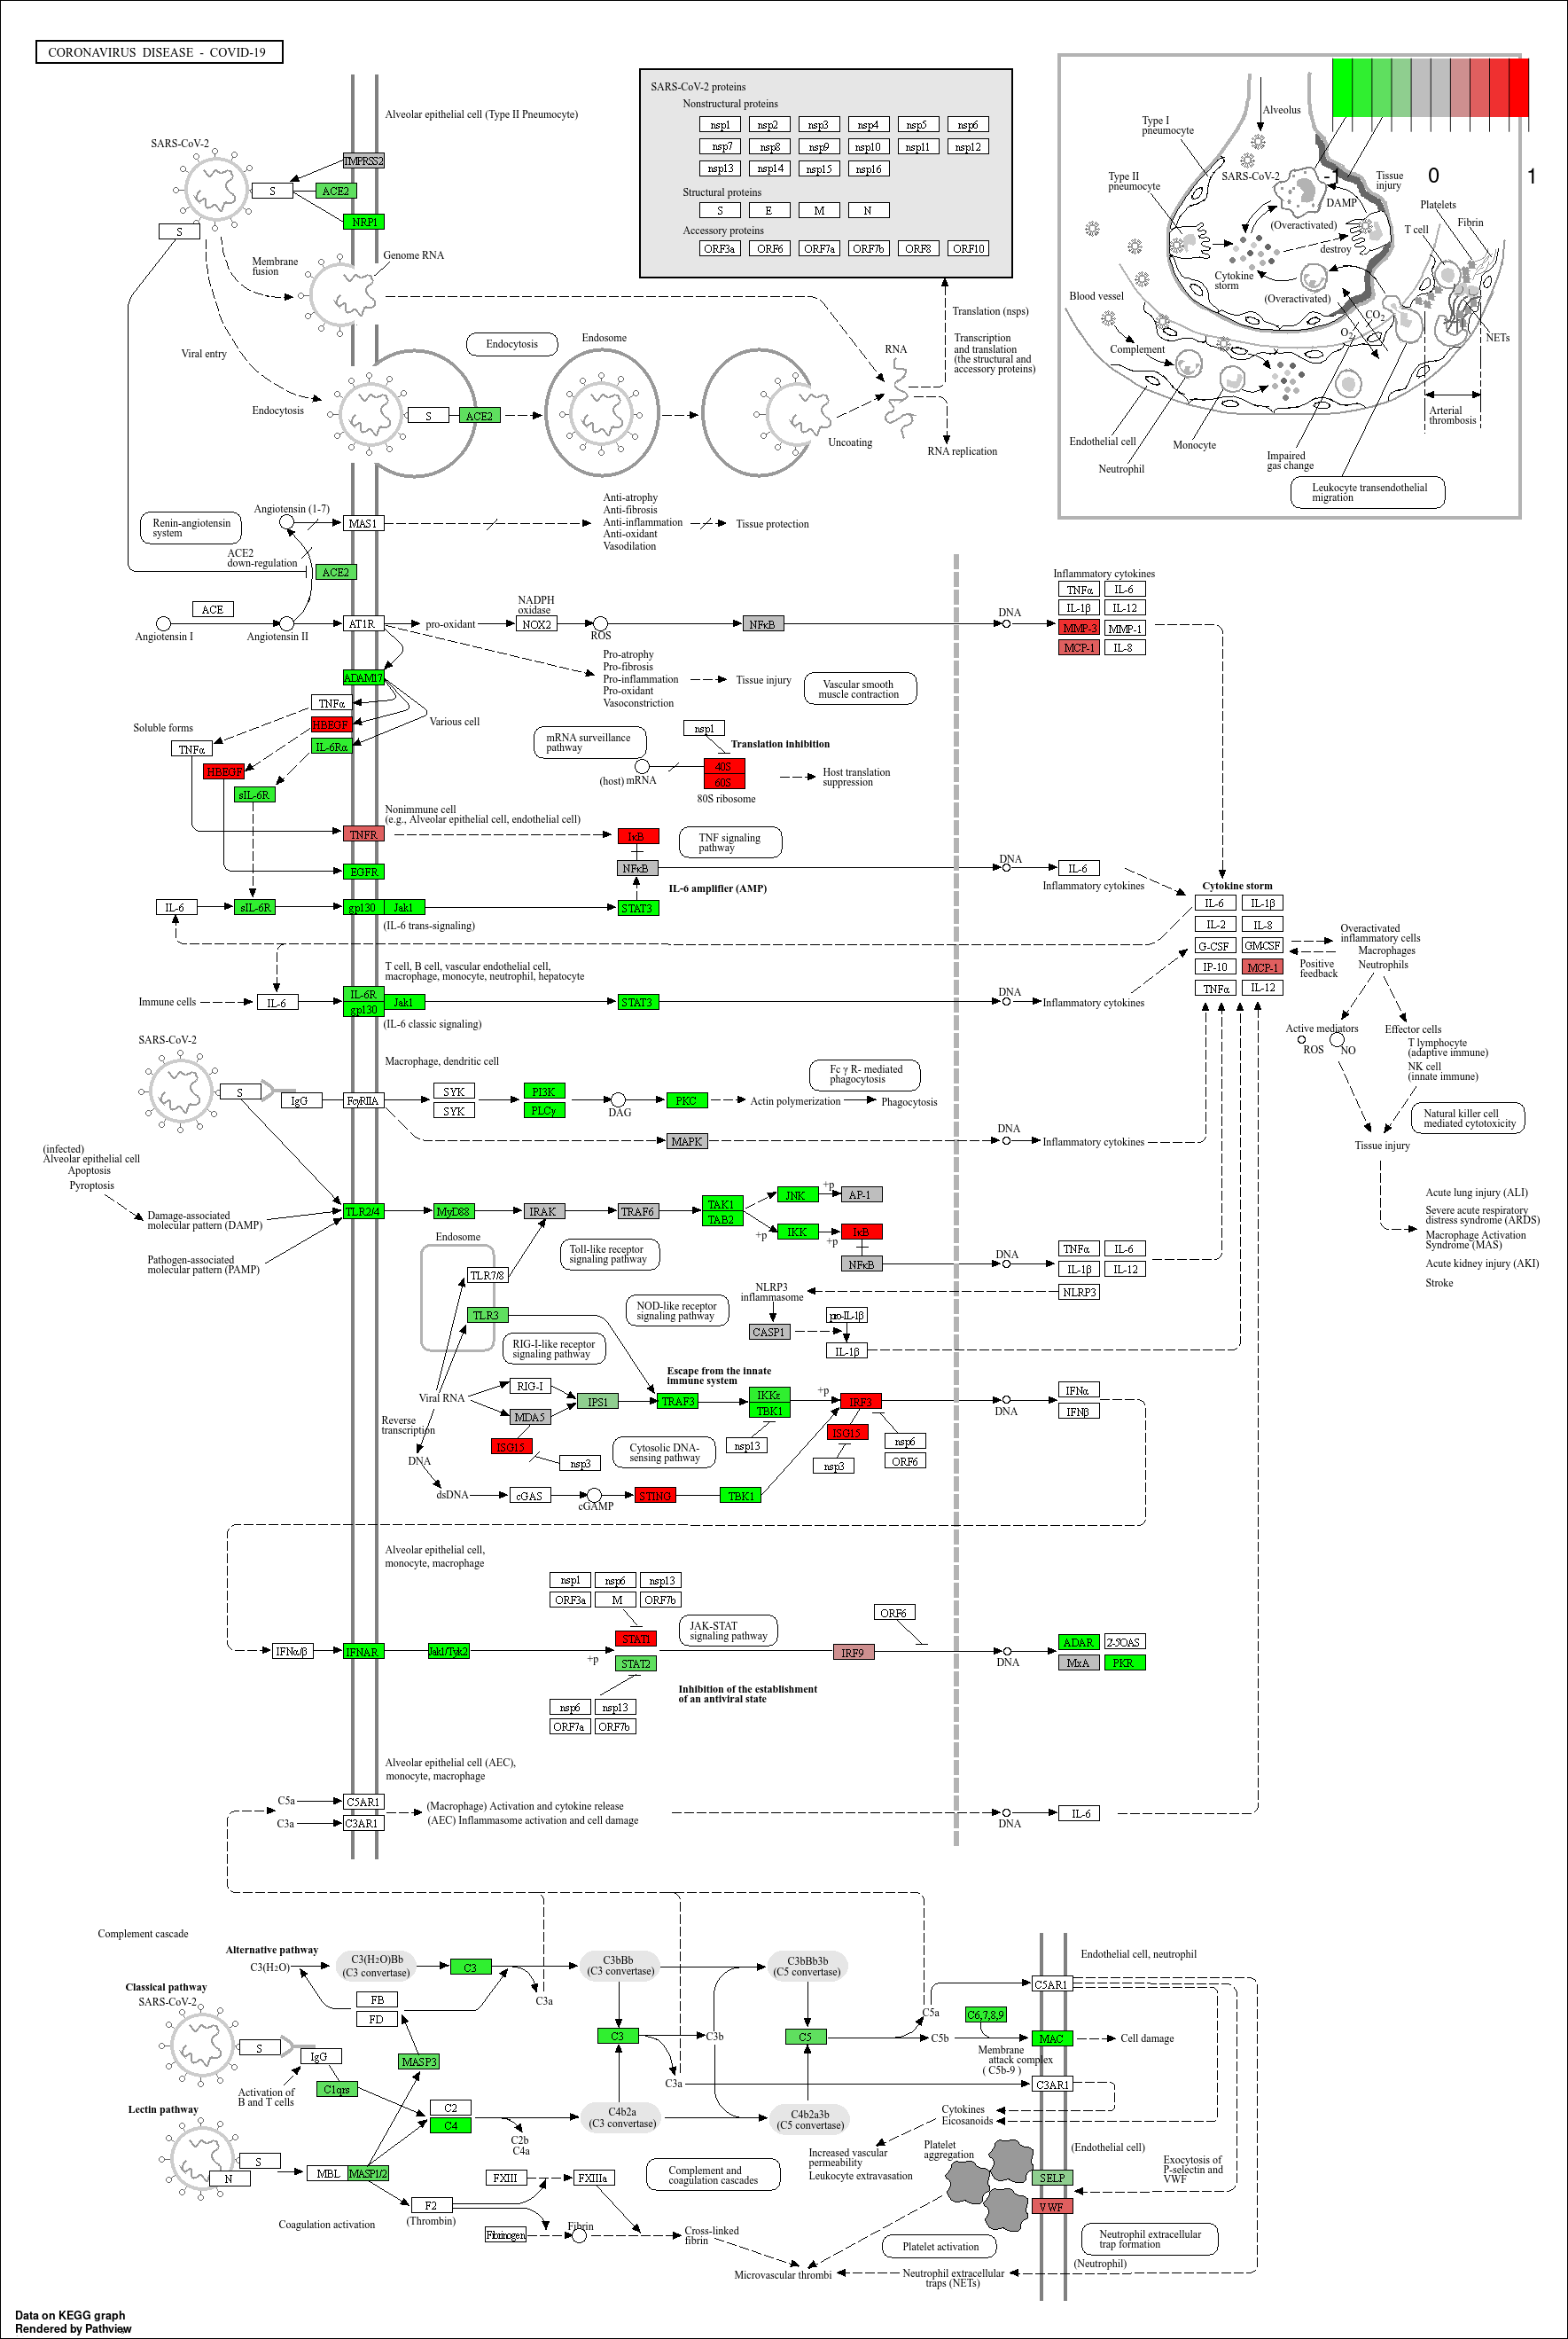 CORONAVIRUS DISEASE - COVID-19
Alveolar epithelial cell (Type II Pneumocyte)
SARS-CoV-2
TMPRSS2
S
ACE2
NRP1
S
Membrane
fusion
Genome RNA
Viral entry
Endocytosis
Endocytosis
Endosome
S
ACE2
Uncoating
RNA
RNA replication
Translation (nsps)
Transcription
and translation
(the structural and
accessory proteins)
SARS-CoV-2 proteins
Nonstructural proteins
nsp1 nsp2 nsp3 nsp4 nsp5 nsp6
nsp7 nsp8 nsp9 nsp10 nsp11 nsp12
nsp13 nsp14 nsp15 nsp16
Structural proteins
S E M N
Accessory proteins
ORF3a ORF6 ORF7a ORF7b ORF8 ORF10
-1 0 1
Alveolus
Type I
pneumocyte
Type II
pneumocyte
SARS-CoV-2
DAMP
Tissue
injury
(Overactivated)
destroy
Cytokine
storm
(Overactivated)
Platelets
Fibrin
T cell
Blood vessel
Complement
O2
CO2
NETs
Arterial
thrombosis
Endothelial cell
Neutrophil
Monocyte
Impaired
gas change
Leukocyte transendothelial
migration
Renin-angiotensin
system
Angiotensin (1-7)
MAS1
Anti-atrophy
Anti-fibrosis
Anti-inflammation
Anti-oxidant
Vasodilation
Tissue protection
ACE2
down-regulation
ACE2
ACE
Angiotensin I
Angiotensin II
AT1R
pro-oxidant
NADPH
oxidase
NOX2
ROS
NFκB
DNA
Inflammatory cytokines
TNFα IL-6
IL-1β IL-12
MMP-3 MMP-1
MCP-1 IL-8
Pro-atrophy
Pro-fibrosis
Pro-inflammation
Pro-oxidant
Vasoconstriction
Tissue injury
Vascular smooth
muscle contraction
ADAM17
TNFα
HBEGF
IL-6Rα
Various cell
Soluble forms
TNFα
HBEGF
sIL-6R
mRNA surveillance
pathway
nsp1
Translation inhibition
(host) mRNA
40S
60S
80S ribosome
Host translation
suppression
Nonimmune cell
(e.g., Alveolar epithelial cell, endothelial cell)
TNFR
IκB
TNF signaling
pathway
EGFR
NFκB
DNA
IL-6
Inflammatory cytokines
IL-6 amplifier (AMP)
IL-6
sIL-6R
gp130
Jak1
STAT3
(IL-6 trans-signaling)
Cytokine storm
IL-6 IL-1β
IL-2 IL-8
G-CSF GMCSF
IP-10 MCP-1
TNFα IL-12
Positive
feedback
Overactivated
inflammatory cells
Macrophages
Neutrophils
Active mediators
ROS NO
Effector cells
T lymphocyte
(adaptive immune)
NK cell
(innate immune)
Natural killer cell
mediated cytotoxicity
Tissue injury
Acute lung injury (ALI)
Severe acute respiratory
distress syndrome (ARDS)
Macrophage Activation
Syndrome (MAS)
Acute kidney injury (AKI)
Stroke
T cell, B cell, vascular endothelial cell,
macrophage, monocyte, neutrophil, hepatocyte
Immune cells
IL-6
IL-6R
gp130
Jak1
STAT3
DNA
Inflammatory cytokines
(IL-6 classic signaling)
SARS-CoV-2
Macrophage, dendritic cell
S
IgG
FcγRIIA
SYK
SYK
PI3K
PLCγ
DAG
PKC
Actin polymerization
Phagocytosis
Fc γ R- mediated
phagocytosis
MAPK
DNA
Inflammatory cytokines
(infected)
Alveolar epithelial cell
Apoptosis
Pyroptosis
Damage-associated
molecular pattern (DAMP)
Pathogen-associated
molecular pattern (PAMP)
TLR2/4
MyD88
IRAK
TRAF6
TAK1
TAB2
JNK
+p
AP-1
IKK
+p
+p
IκB
NFκB
DNA
TNFα IL-6
IL-1β IL-12
NLRP3
Endosome
TLR7/8
TLR3
Toll-like receptor
signaling pathway
NOD-like receptor
signaling pathway
NLRP3
inflammasome
CASP1
pro-IL-1β
IL-1β
RIG-I-like receptor
signaling pathway
Escape from the innate
immune system
Viral RNA
RIG-I
MDA5
IPS1
TRAF3
IKKε
TBK1
+p
IRF3
DNA
IFNα
IFNβ
Reverse
transcription
ISG15
nsp3
Cytosolic DNA-
sensing pathway
nsp13
ISG15
nsp3
nsp6
ORF6
DNA
dsDNA
cGAS
cGAMP
STING
TBK1
Alveolar epithelial cell,
monocyte, macrophage
nsp1 nsp6 nsp13
ORF3a M ORF7b
JAK-STAT
signaling pathway
ORF6
IFNα/β
IFNAR
Jak1/Tyk2
STAT1
+p
STAT2
IRF9
DNA
ADAR 2-5'OAS
MxA PKR
Inhibition of the establishment
of an antiviral state
nsp6 nsp13
ORF7a ORF7b
Alveolar epithelial cell (AEC),
monocyte, macrophage
C5a
C5AR1
C3a
C3AR1
(Macrophage) Activation and cytokine release
(AEC) Inflammasome activation and cell damage
DNA
IL-6
Complement cascade
Alternative pathway
C3(H2O)
C3(H2O)Bb
(C3 convertase)
C3
C3a
C3bBb
(C3 convertase)
C3bBb3b
(C5 convertase)
Endothelial cell, neutrophil
C5AR1
Classical pathway
SARS-CoV-2
FB
FD
S
IgG
MASP3
C3
C3b
C3a
C5
C5a
C5b
C6,7,8,9
MAC
Cell damage
Membrane
attack complex
( C5b-9 )
C3AR1
Activation of
B and T cells
C1qrs
C2
C4
C2b
C4a
C4b2a
(C3 convertase)
C4b2a3b
(C5 convertase)
Cytokines
Eicosanoids
Increased vascular
permeability
Leukocyte extravasation
Lectin pathway
S
N
MBL
MASP1/2
FXIII
FXIIIa
Complement and
coagulation cascades
Platelet
aggregation
(Endothelial cell)
SELP
VWF
Exocytosis of
P-selectin and
VWF
F2
(Thrombin)
Coagulation activation
Fibrinogen
Fibrin
Cross-linked
fibrin
Platelet activation
Neutrophil extracellular
trap formation
(Neutrophil)
Microvascular thrombi
Neutrophil extracellular
traps (NETs)
Data on KEGG graph
Rendered by Pathview